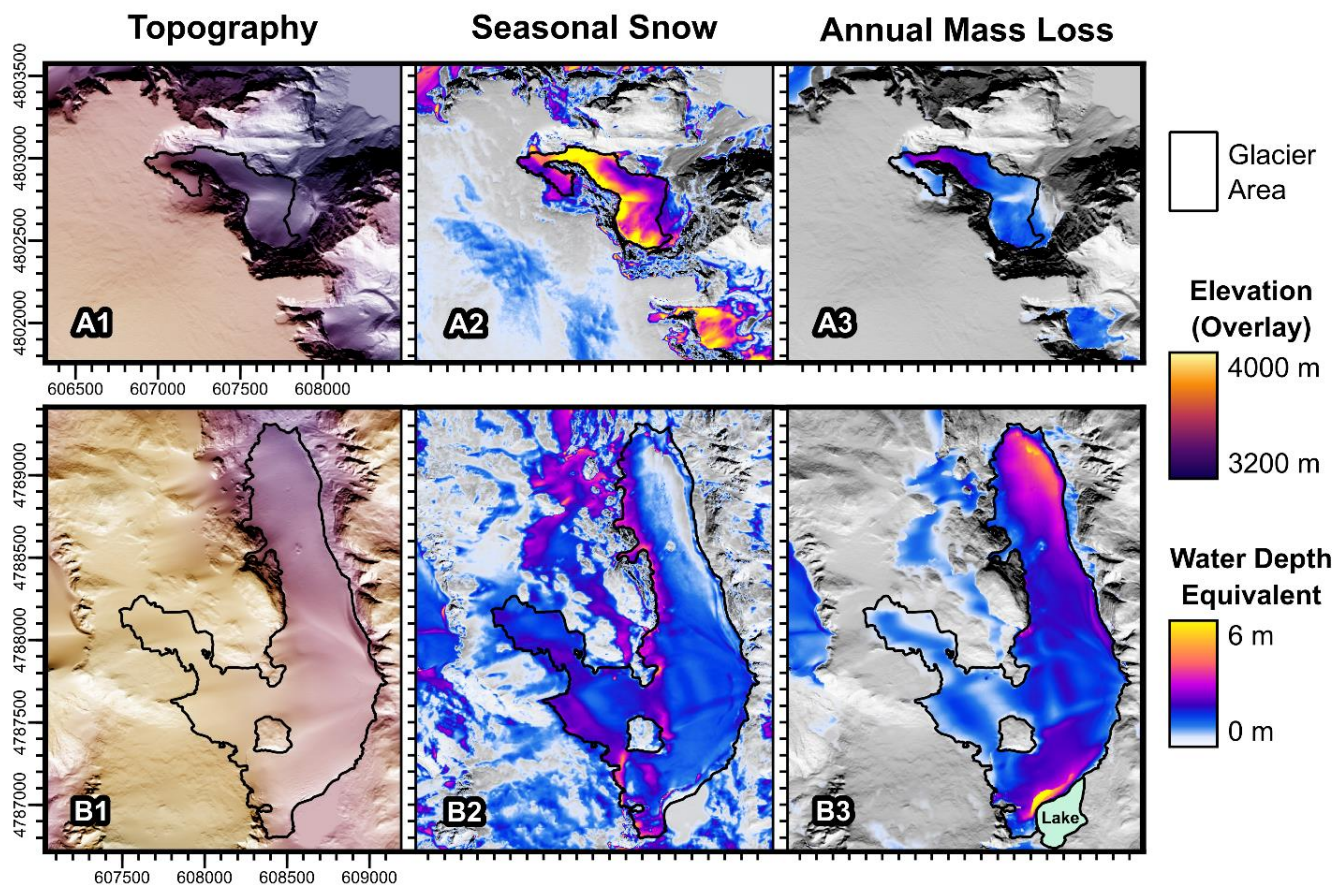 Topography
Seasonal Snow
Annual Mass Loss
4803500
4803000
4802500
4802000
A1
A2
A3
606500
607000
607500
608000
4789000
4788500
4788000
4787500
4787000
B1
B2
B3
Lake
607500
608000
608500
609000
Glacier
Area
Elevation
(Overlay)
4000 m
3200 m
Water Depth
Equivalent
6 m
0 m